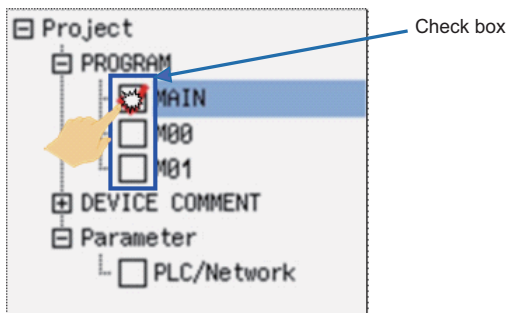 Project
Check box
PROGRAM
MAIN
M00
M01
DEVICE COMMENT
Parameter
PLC/Network